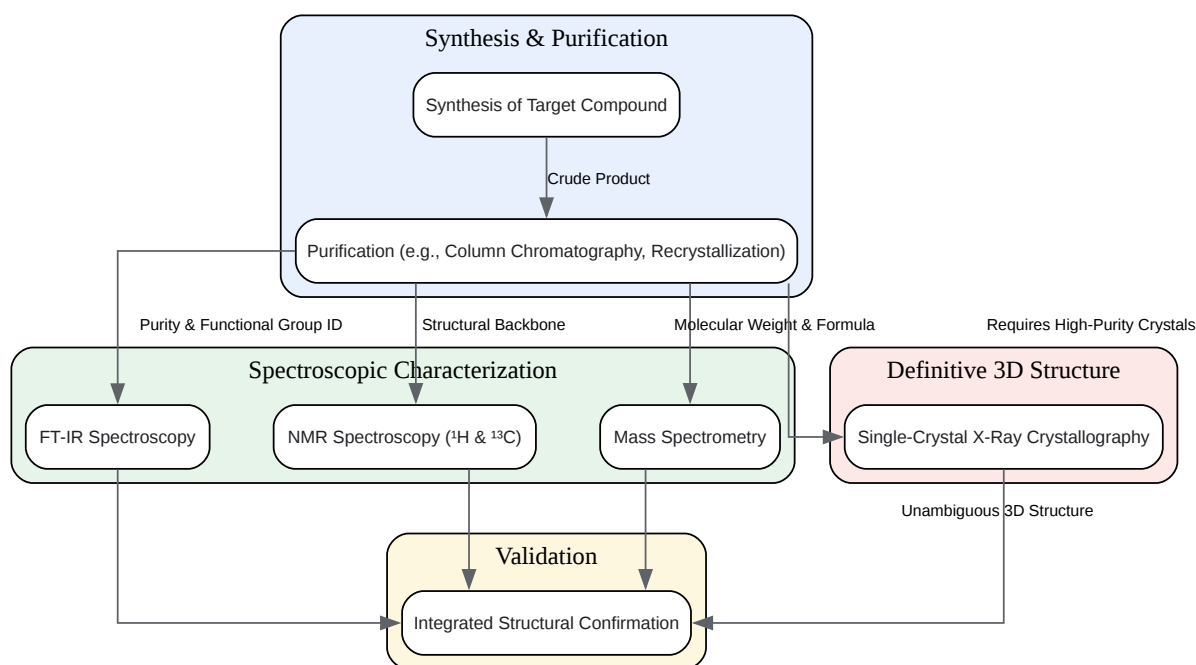 Synthesis & Purification
Synthesis of Target Compound
Crude Product
Purification (e.g., Column Chromatography, Recrystallization)
Purity & Functional Group ID
Structural Backbone
Molecular Weight & Formula
Requires High-Purity Crystals
Spectroscopic Characterization
Definitive 3D Structure
FT-IR Spectroscopy
NMR Spectroscopy (¹H & ¹³C)
Mass Spectrometry
Single-Crystal X-Ray Crystallography
Unambiguous 3D Structure
Validation
Integrated Structural Confirmation